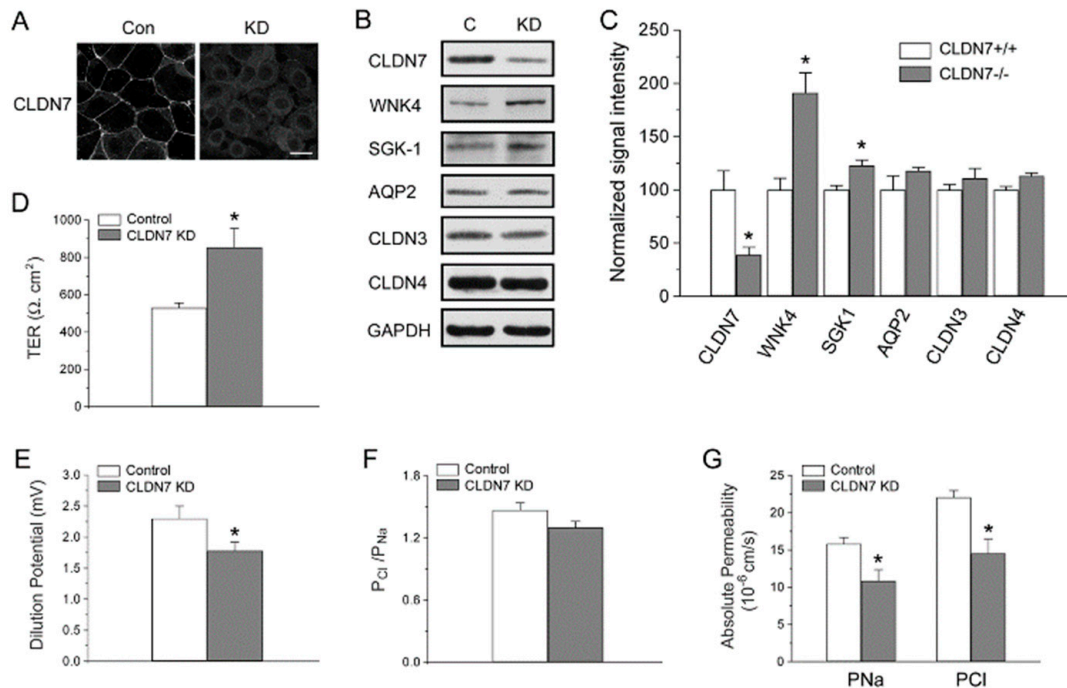 A
Con
KD
CLDN7
B
C
KD
CLDN7
WNK4
SGK-1
AQP2
CLDN3
CLDN4
GAPDH
C
Normalized signal intensity
250
200
150
100
50
0
CLDN7+/+
CLDN7-/-
*
*
*
CLDN7
WNK4
SGK1
AQP2
CLDN3
CLDN4
D
TER (Ω. cm²)
1000
800
600
400
200
0
Control
CLDN7 KD
*
E
Dilution Potential (mV)
3.0
2.5
2.0
1.5
1.0
0.5
0.0
Control
CLDN7 KD
*
F
PCl /PNa
1.8
1.2
0.6
0.0
Control
CLDN7 KD
G
Absolute Permeability
(10⁻⁶ cm/s)
25
20
15
10
5
0
Control
CLDN7 KD
*
*
PNa
PCl